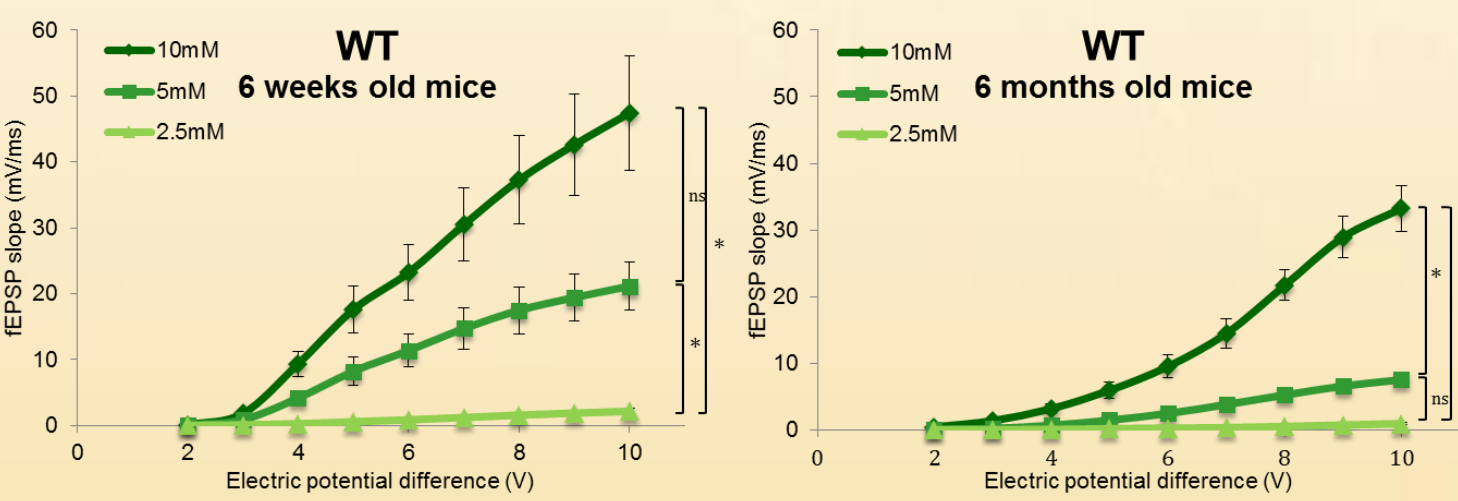 WT
6 weeks old mice
10mM
5mM
2.5mM
fEPSP slope (mV/ms)
60
50
40
30
20
10
0
0 2 4 6 8 10
Electric potential difference (V)
ns
*
*
WT
6 months old mice
10mM
5mM
2.5mM
fEPSP slope (mV/ms)
60
50
40
30
20
10
0
0 2 4 6 8 10
Electric potential difference (V)
*
ns